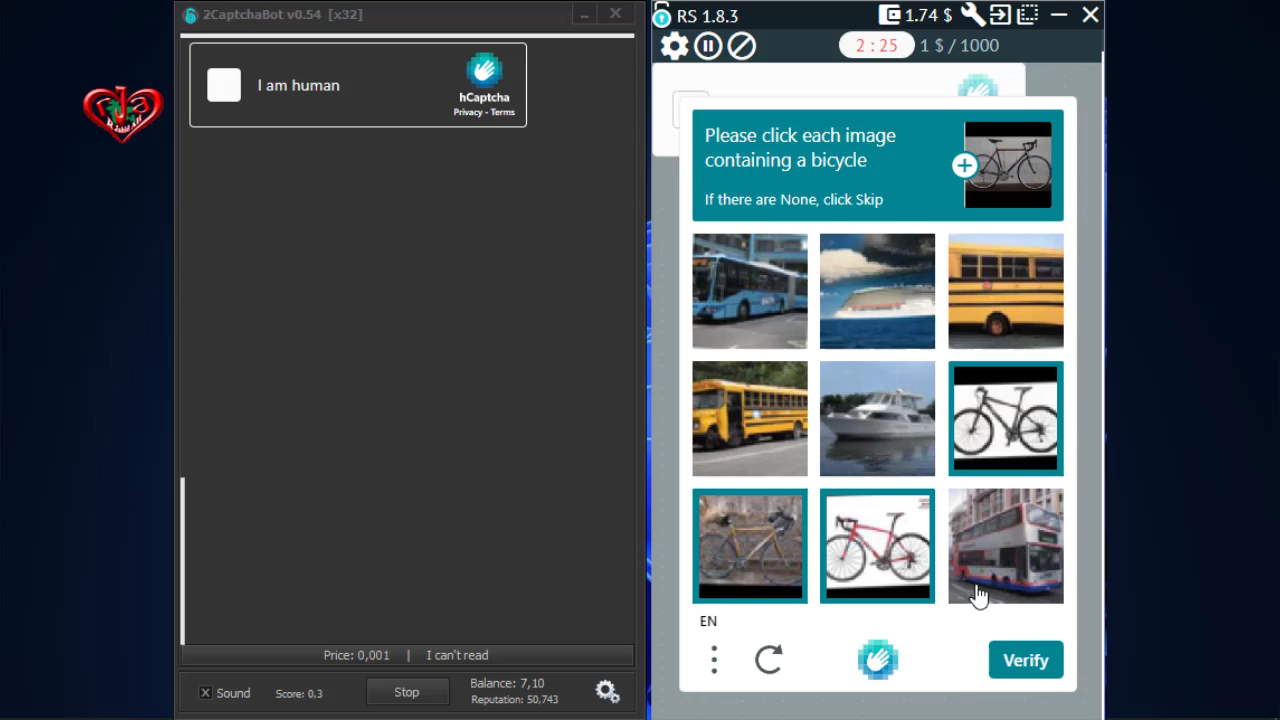 2CaptchaBot v0.54 [x32]
I am human
hCaptcha
Privacy - Terms
Price: 0,001 | I can't read
Sound
Score: 0,3
Stop
Balance: 7,10
Reputation: 50,743
RS 1.8.3
1.74 $
2 : 25
1 $ / 1000
Please click each image
containing a bicycle
If there are None, click Skip
EN
Verify